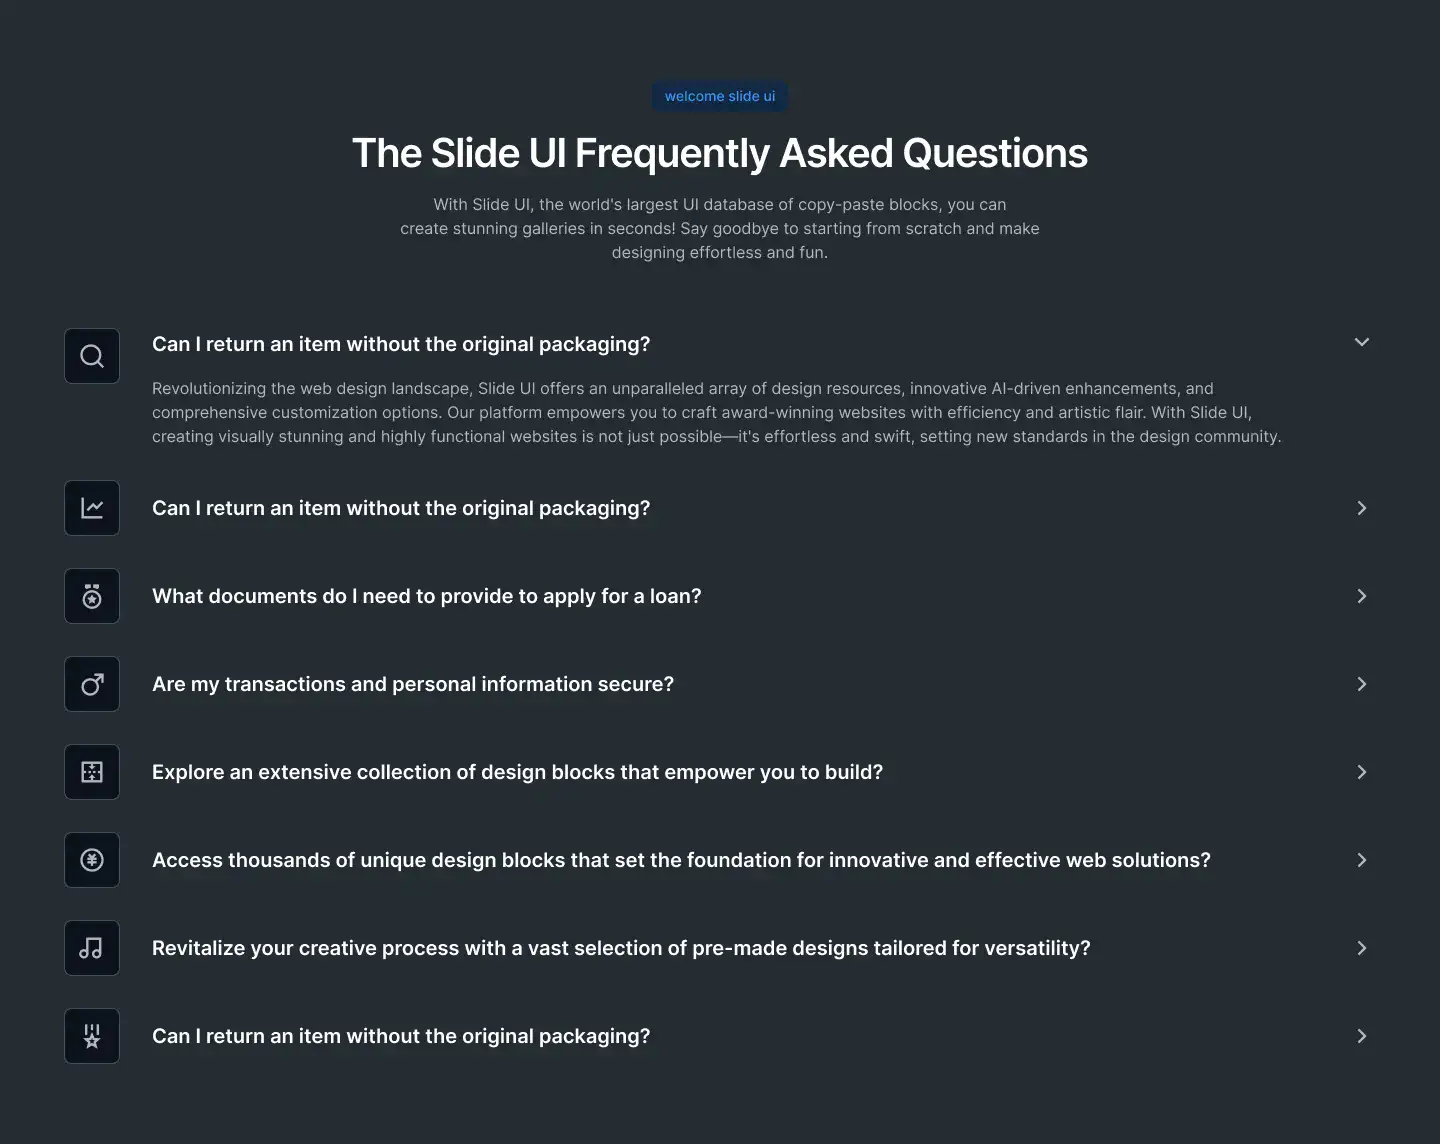 welcome slide ui
The Slide UI Frequently Asked Questions
With Slide UI, the world's largest UI database of copy-paste blocks, you can
create stunning galleries in seconds! Say goodbye to starting from scratch and make
designing effortless and fun.
Can I return an item without the original packaging?
Revolutionizing the web design landscape, Slide UI offers an unparalleled array of design resources, innovative AI-driven enhancements, and
comprehensive customization options. Our platform empowers you to craft award-winning websites with efficiency and artistic flair. With Slide UI,
creating visually stunning and highly functional websites is not just possible—it's effortless and swift, setting new standards in the design community.
Can I return an item without the original packaging?
What documents do I need to provide to apply for a loan?
Are my transactions and personal information secure?
Explore an extensive collection of design blocks that empower you to build?
Access thousands of unique design blocks that set the foundation for innovative and effective web solutions?
Revitalize your creative process with a vast selection of pre-made designs tailored for versatility?
Can I return an item without the original packaging?